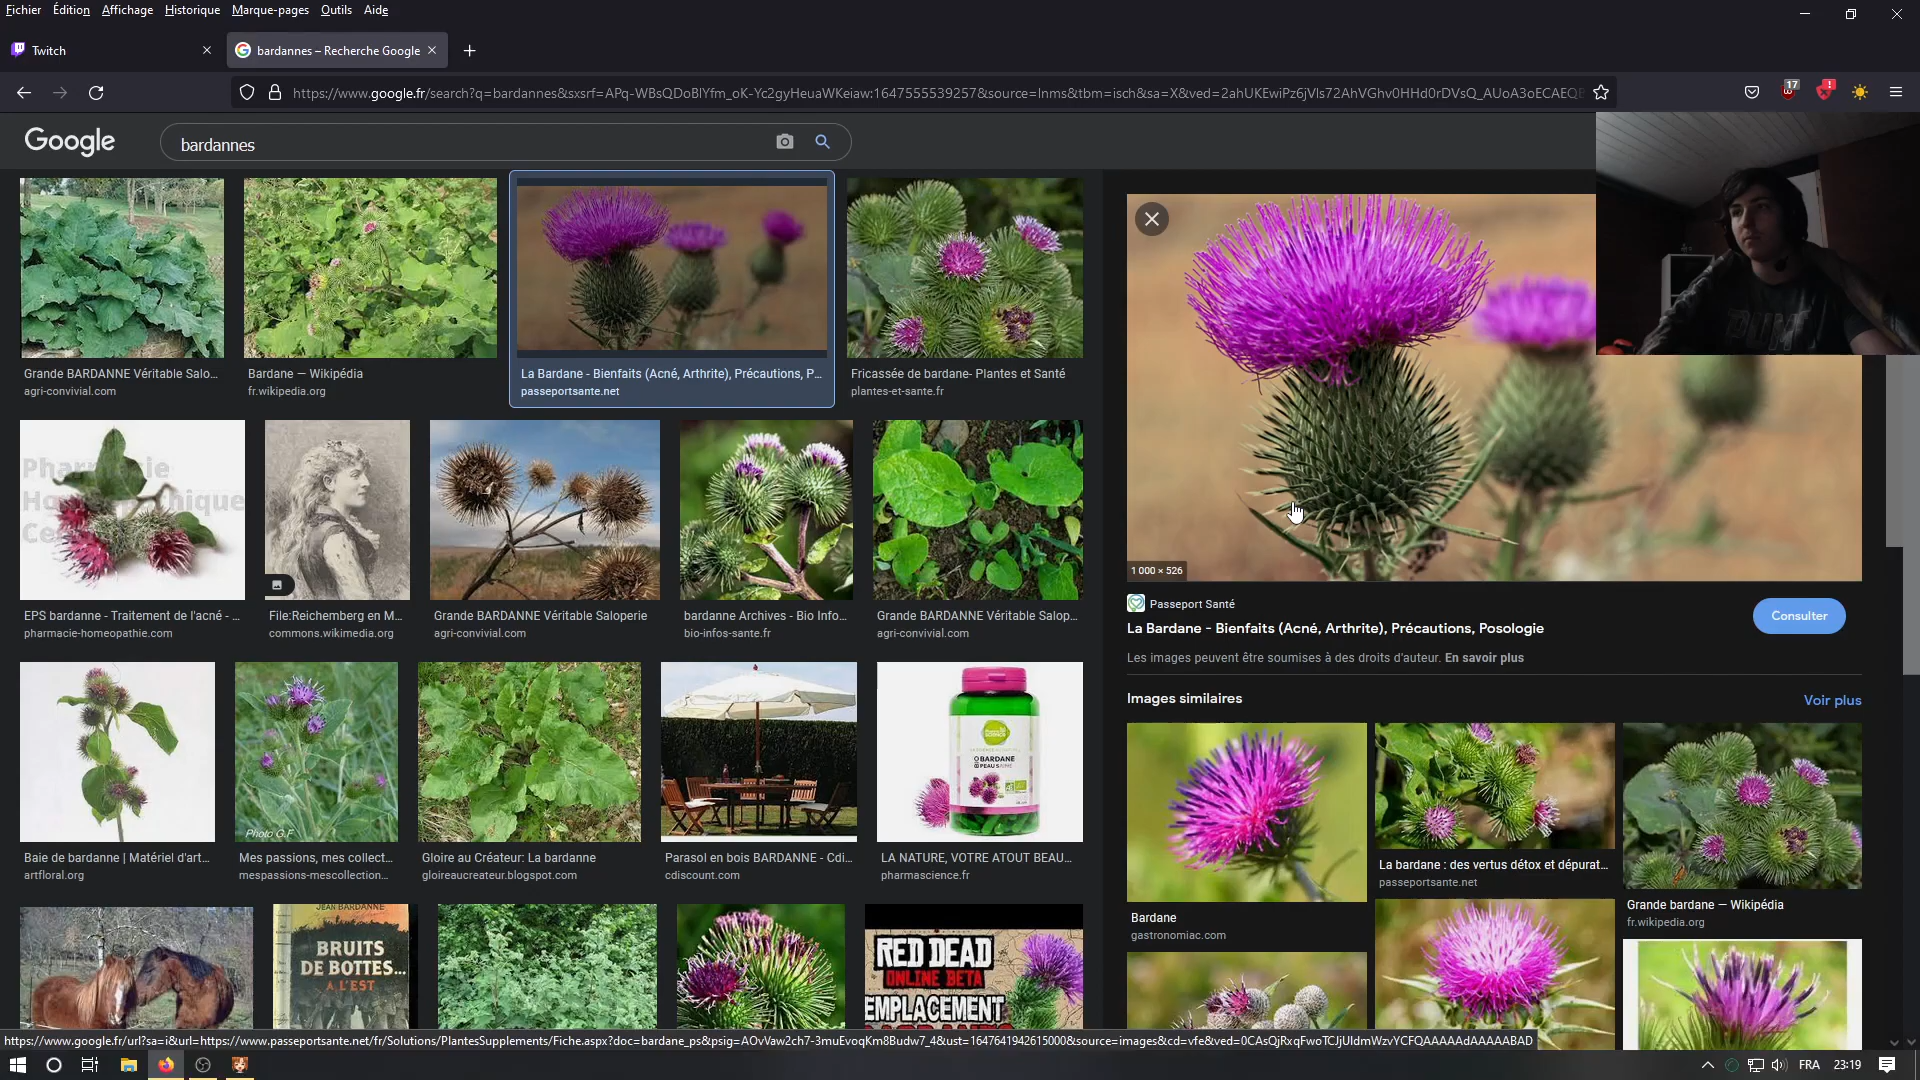 Fichier Édition Affichage Historique Marque-pages Outils Aide
Twitch
bardannes – Recherche Google
https://www.google.fr/search?q=bardannes&sxsrf=APq-WBsQDoBlYfm_oK-Yc2gyHeuaWKeiaw:1647555539257&source=lnms&tbm=isch&sa=X&ved=2ahUKEwiPz6jVls72AhVGhv0HHd0rDVsQ_AUoA3oECAEQB
17
Google
bardannes
Grande BARDANNE Véritable Salo...
agri-convivial.com
Bardane — Wikipédia
fr.wikipedia.org
La Bardane - Bienfaits (Acné, Arthrite), Précautions, P...
passeportsante.net
Fricassée de bardane- Plantes et Santé
plantes-et-sante.fr
EPS bardanne - Traitement de l'acné - ...
pharmacie-homeopathie.com
File:Reichemberg en M...
commons.wikimedia.org
Grande BARDANNE Véritable Saloperie
agri-convivial.com
bardanne Archives - Bio Info...
bio-infos-sante.fr
Grande BARDANNE Véritable Salop...
agri-convivial.com
Photo G.F
BARDANE
Baie de bardane | Matériel d'art...
artfloral.org
Mes passions, mes collect...
mespassions-mescollection...
Gloire au Créateur: La bardanne
gloireaucreateur.blogspot.com
Parasol en bois BARDANNE - Cdi...
cdiscount.com
LA NATURE, VOTRE ATOUT BEAU...
pharmascience.fr
JEAN BARDANNE
BRUITS
DE BOTTES...
A L'EST
RED DEAD
ONLINE BETA
EMPLACEMENT
1 000 × 526
Passeport Santé
La Bardane - Bienfaits (Acné, Arthrite), Précautions, Posologie
Consulter
Les images peuvent être soumises à des droits d'auteur. En savoir plus
Images similaires
Voir plus
Bardane
gastronomiac.com
La bardane : des vertus détox et dépurat...
passeportsante.net
Grande bardane — Wikipédia
fr.wikipedia.org
https://www.google.fr/url?sa=i&url=https://www.passeportsante.net/fr/Solutions/PlantesSupplements/Fiche.aspx?doc=bardane_ps&psig=AOvVaw2ch7-3muEvoqKm8Budw7_4&ust=1647641942615000&source=images&cd=vfe&ved=0CAsQjRxqFwoTCJjUldmWzvYCFQAAAAAdAAAAABAD
FRA
23:19